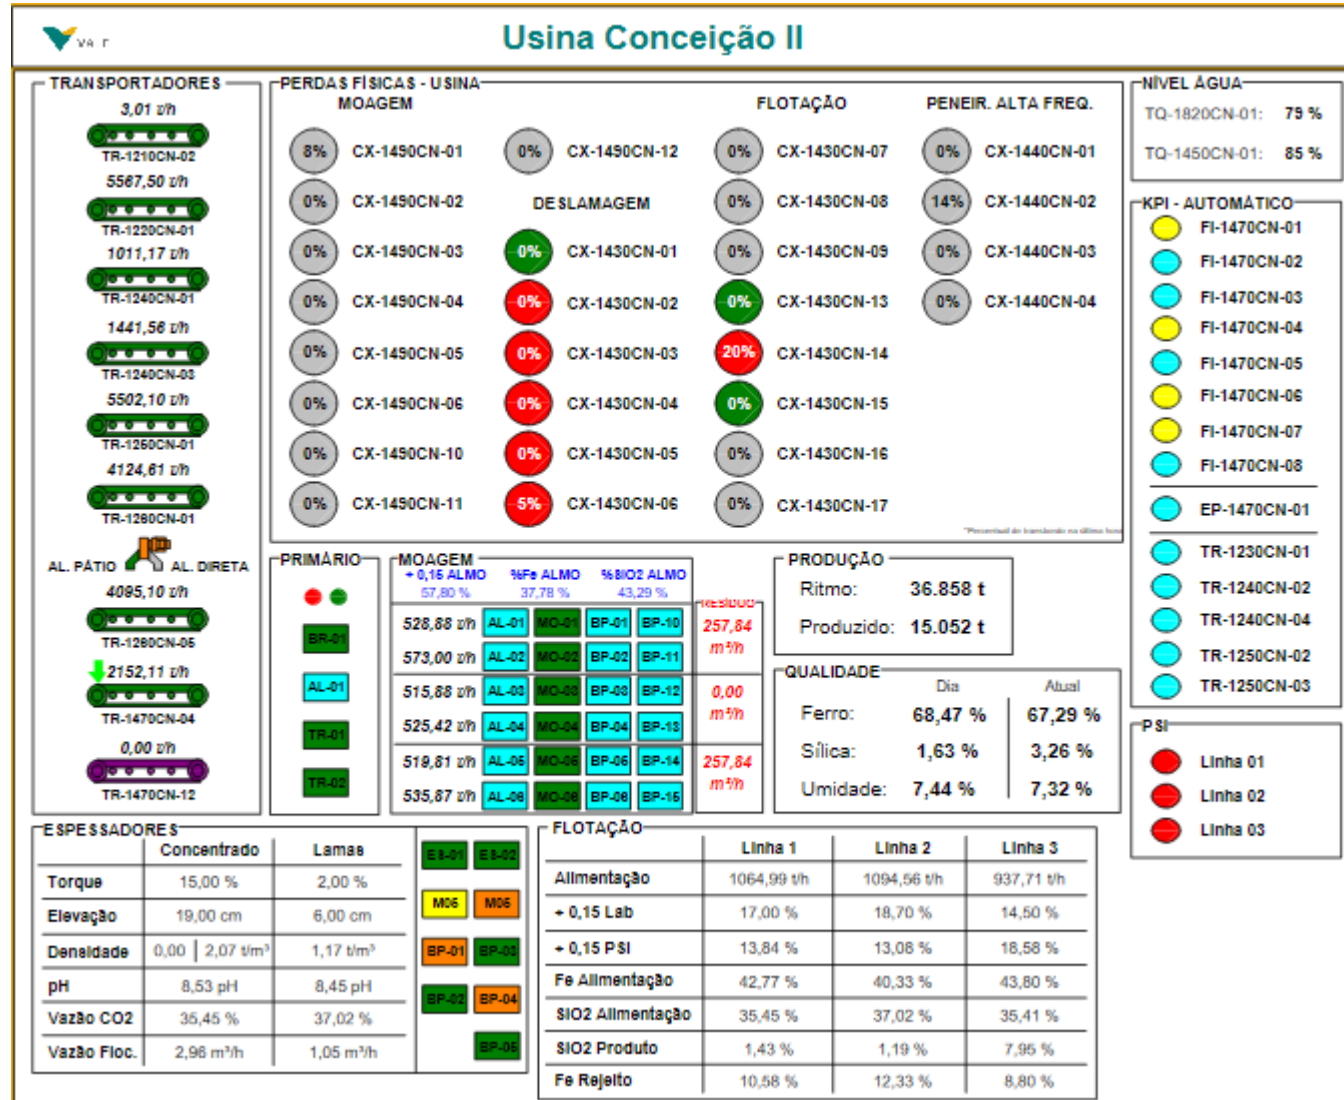 Usina Conceição II
TRANSPORTADORES
3,01 t/h
TR-1210CN-02
5567,50 t/h
TR-1220CN-01
1011,17 t/h
TR-1240CN-01
1441,56 t/h
TR-1240CN-03
5502,10 t/h
TR-1250CN-01
4124,61 t/h
TR-1260CN-01
AL. PÁTIO AL. DIRETA
4095,10 t/h
TR-1260CN-05
2152,11 t/h
TR-1470CN-04
0,00 t/h
TR-1470CN-12
PERDAS FÍSICAS - USINA
MOAGEM
8% CX-1490CN-01
0% CX-1490CN-02
0% CX-1490CN-03
0% CX-1490CN-04
0% CX-1490CN-05
0% CX-1490CN-06
0% CX-1490CN-10
0% CX-1490CN-11
0% CX-1490CN-12
DESLAMAGEM
0% CX-1430CN-01
0% CX-1430CN-02
0% CX-1430CN-03
0% CX-1430CN-04
0% CX-1430CN-05
5% CX-1430CN-06
FLOTAÇÃO
0% CX-1430CN-07
0% CX-1430CN-08
0% CX-1430CN-09
0% CX-1430CN-13
20% CX-1430CN-14
0% CX-1430CN-15
0% CX-1430CN-16
0% CX-1430CN-17
PENEIR. ALTA FREQ.
0% CX-1440CN-01
14% CX-1440CN-02
0% CX-1440CN-03
0% CX-1440CN-04
*Percentual de transbordo na última hora
NÍVEL ÁGUA
TQ-1820CN-01: 79 %
TQ-1450CN-01: 85 %
KPI - AUTOMÁTICO
FI-1470CN-01
FI-1470CN-02
FI-1470CN-03
FI-1470CN-04
FI-1470CN-05
FI-1470CN-06
FI-1470CN-07
FI-1470CN-08
EP-1470CN-01
TR-1230CN-01
TR-1240CN-02
TR-1240CN-04
TR-1250CN-02
TR-1250CN-03
PSI
Linha 01
Linha 02
Linha 03
PRIMÁRIO
BR-01
AL-01
TR-01
TR-02
MOAGEM
+ 0,15 ALMO %Fe ALMO %SIO2 ALMO
57,80 % 37,78 % 43,29 %
528,88 t/h AL-01 MO-01 BP-01 BP-10
573,00 t/h AL-02 MO-02 BP-02 BP-11
515,88 t/h AL-03 MO-03 BP-03 BP-12
525,42 t/h AL-04 MO-04 BP-04 BP-13
519,81 t/h AL-05 MO-05 BP-05 BP-14
535,87 t/h AL-06 MO-06 BP-06 BP-15
RESÍDUO
257,84
m³/h
0,00
m³/h
257,84
m³/h
PRODUÇÃO
Ritmo: 36.858 t
Produzido: 15.052 t
QUALIDADE
Dia Atual
Ferro: 68,47 % 67,29 %
Sílica: 1,63 % 3,26 %
Umidade: 7,44 % 7,32 %
ESPESSADORES
Concentrado Lamas
Torque 15,00 % 2,00 %
Elevação 19,00 cm 6,00 cm
Densidade 0,00 2,07 t/m³ 1,17 t/m³
pH 8,53 pH 8,45 pH
Vazão CO2 35,45 % 37,02 %
Vazão Floc. 2,96 m³/h 1,05 m³/h
ES-01 ES-02
M05 M05
BP-01 BP-03
BP-02 BP-04
BP-05
FLOTAÇÃO
Linha 1 Linha 2 Linha 3
Alimentação 1064,99 t/h 1094,56 t/h 937,71 t/h
+ 0,15 Lab 17,00 % 18,70 % 14,50 %
+ 0,15 PSI 13,84 % 13,08 % 18,58 %
Fe Alimentação 42,77 % 40,33 % 43,80 %
SIO2 Alimentação 35,45 % 37,02 % 35,41 %
SIO2 Produto 1,43 % 1,19 % 7,95 %
Fe Rejeito 10,58 % 12,33 % 8,80 %